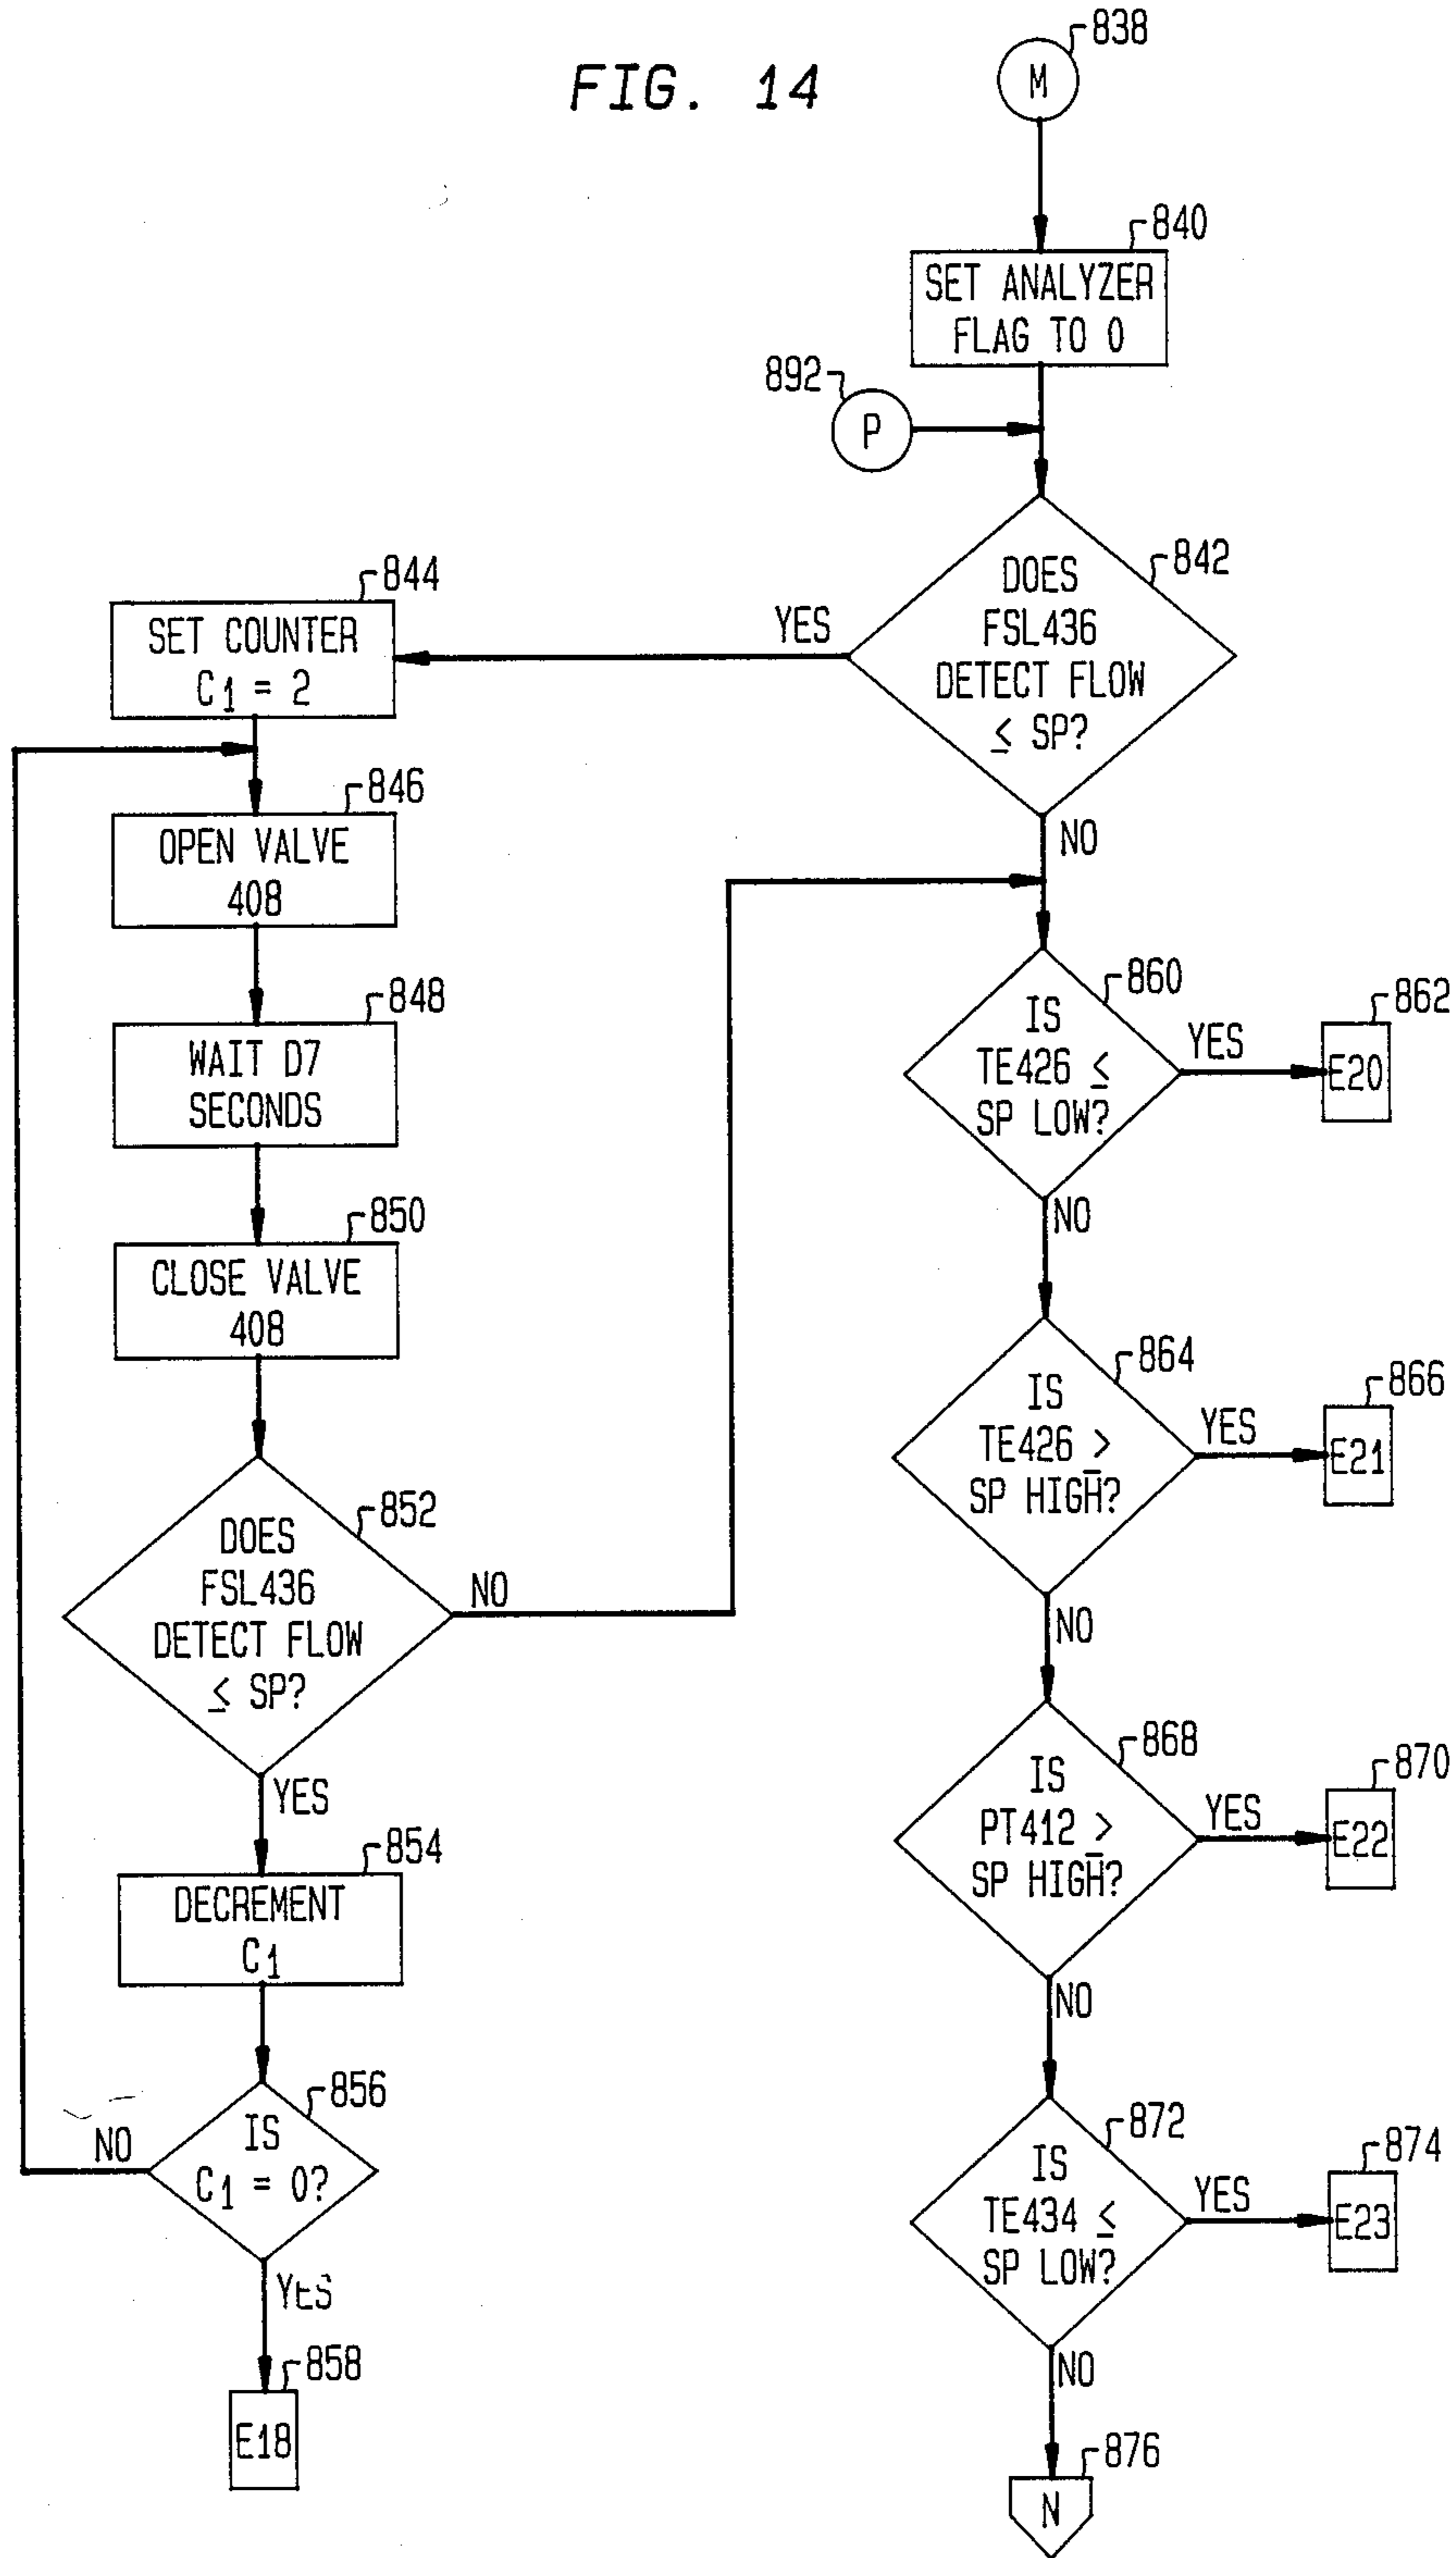 FIG. 14
838
M
840
SET ANALYZER
FLAG TO 0
892
P
842
DOES
FSL436
DETECT FLOW
≤ SP?
YES
NO
844
SET COUNTER
C1 = 2
846
OPEN VALVE
408
848
WAIT D7
SECONDS
850
CLOSE VALVE
408
852
DOES
FSL436
DETECT FLOW
≤ SP?
NO
YES
854
DECREMENT
C1
856
IS
C1 = 0?
NO
YES
858
E18
860
IS
TE426 ≤
SP LOW?
YES
862
E20
NO
864
IS
TE426 ≥
SP HIGH?
YES
866
E21
NO
868
IS
PT412 ≥
SP HIGH?
YES
870
E22
NO
872
IS
TE434 ≤
SP LOW?
YES
874
E23
NO
876
N